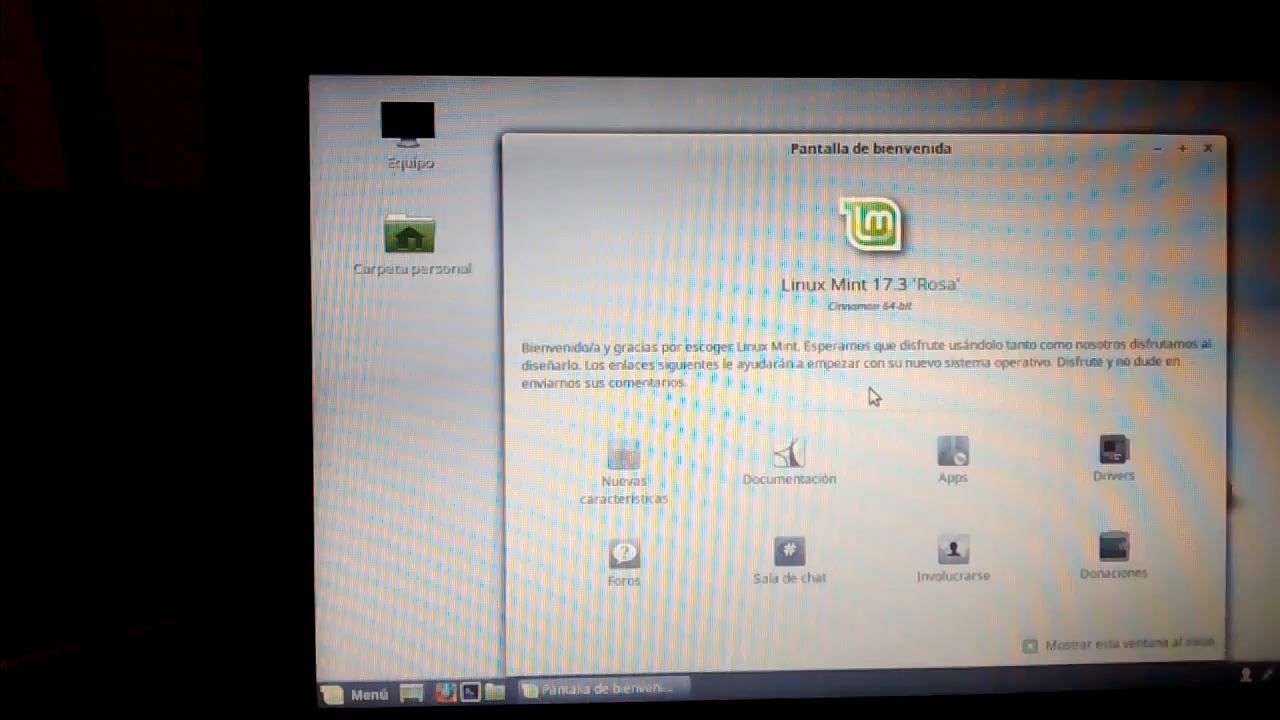 Equipo
Carpeta personal
Pantalla de bienvenida
Linux Mint 17.3 'Rosa'
Cinnamon 64-bit
Bienvenido/a y gracias por escoger Linux Mint. Esperamos que disfrute usándolo tanto como nosotros disfrutamos al
diseñarlo. Los enlaces siguientes le ayudarán a empezar con su nuevo sistema operativo. Disfrute y no dude en
enviarnos sus comentarios.
Nuevas
características
Documentación
Apps
Drivers
Foros
Sala de chat
Involucrarse
Donaciones
Mostrar esta ventana al inicio
Menú
Pantalla de bienveni...